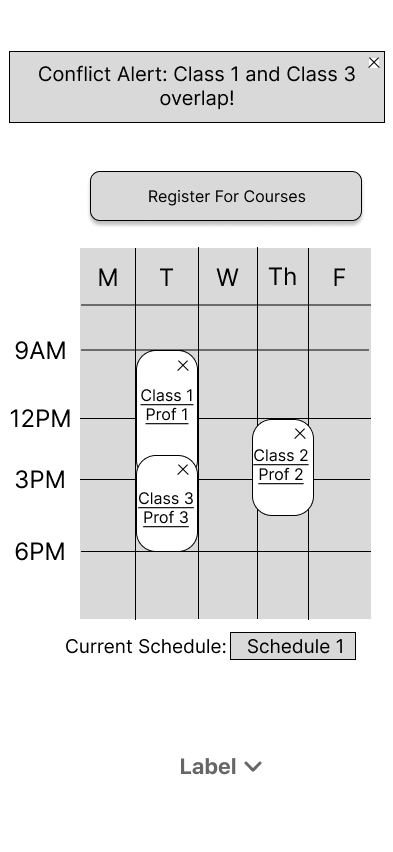 Conflict Alert: Class 1 and Class 3
overlap!
Register For Courses
M T W Th F
9AM
Class 1
Prof 1
12PM
Class 2
Prof 2
3PM
Class 3
Prof 3
6PM
Current Schedule: Schedule 1
Label